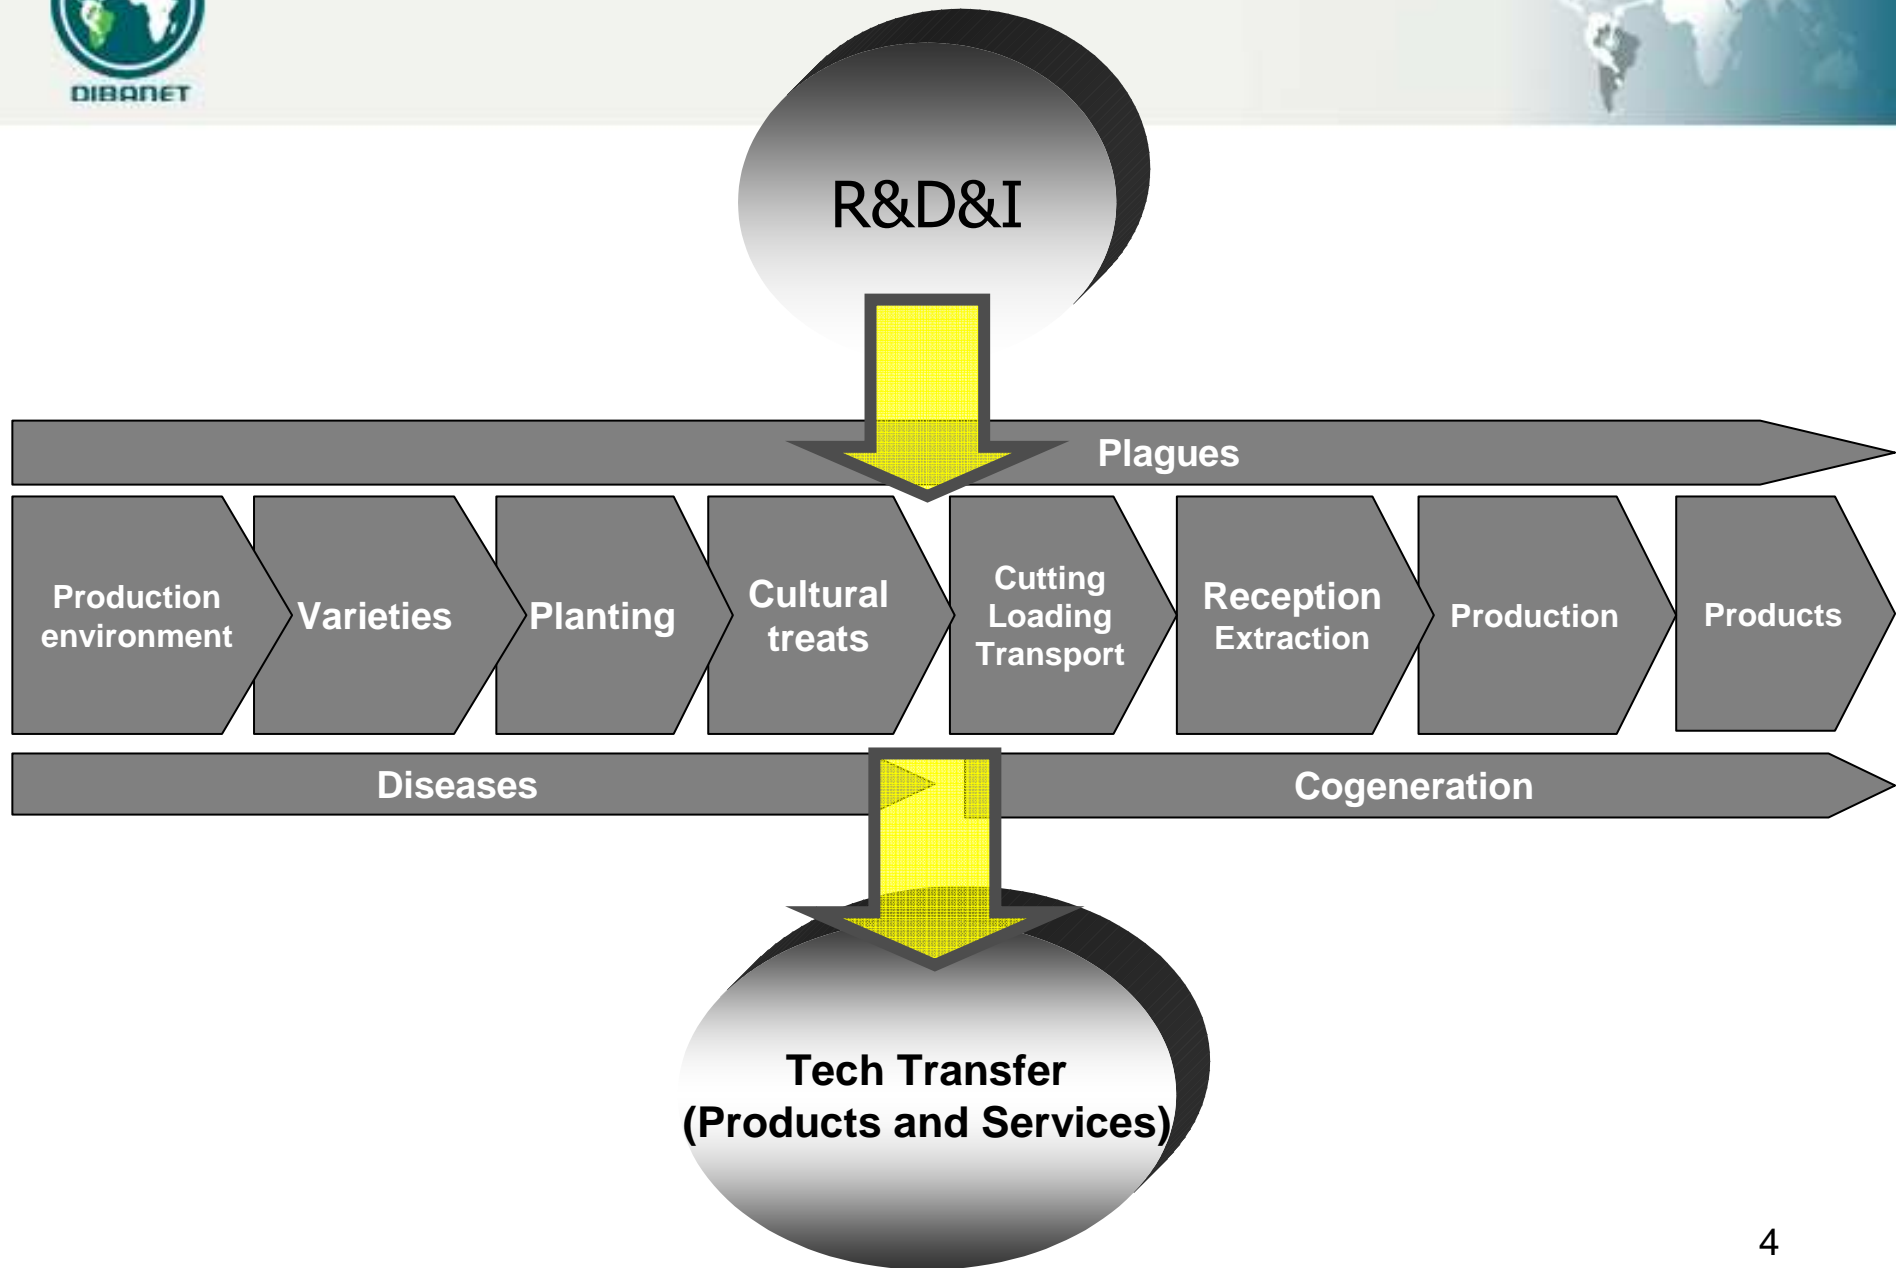 DIBANET
R&D&I
Plagues
Production
environment
Varieties
Planting
Cultural
treats
Cutting
Loading
Transport
Reception
Extraction
Production
Products
Diseases
Cogeneration
Tech Transfer
(Products and Services)
4